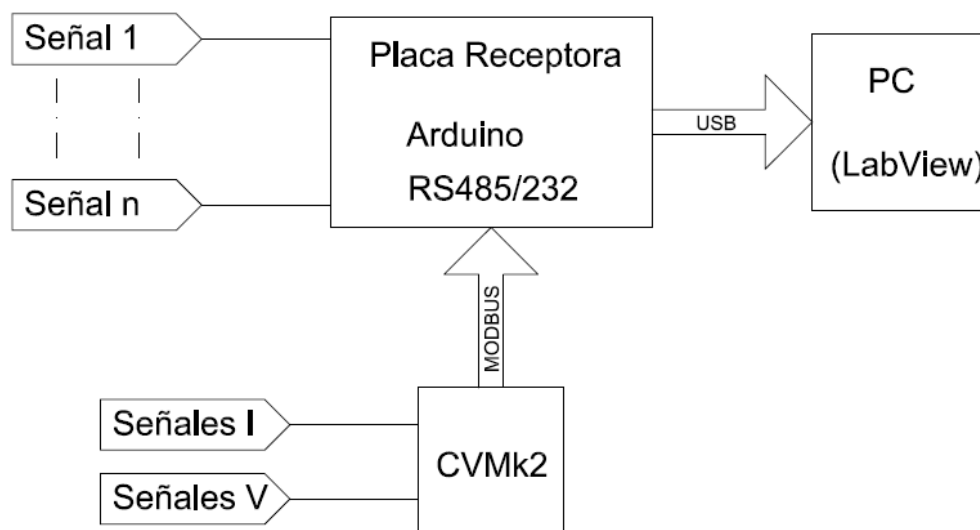 Señal 1
Señal n
Placa Receptora
Arduino
RS485/232
USB
PC
(LabView)
MODBUS
Señales I
Señales V
CVMk2